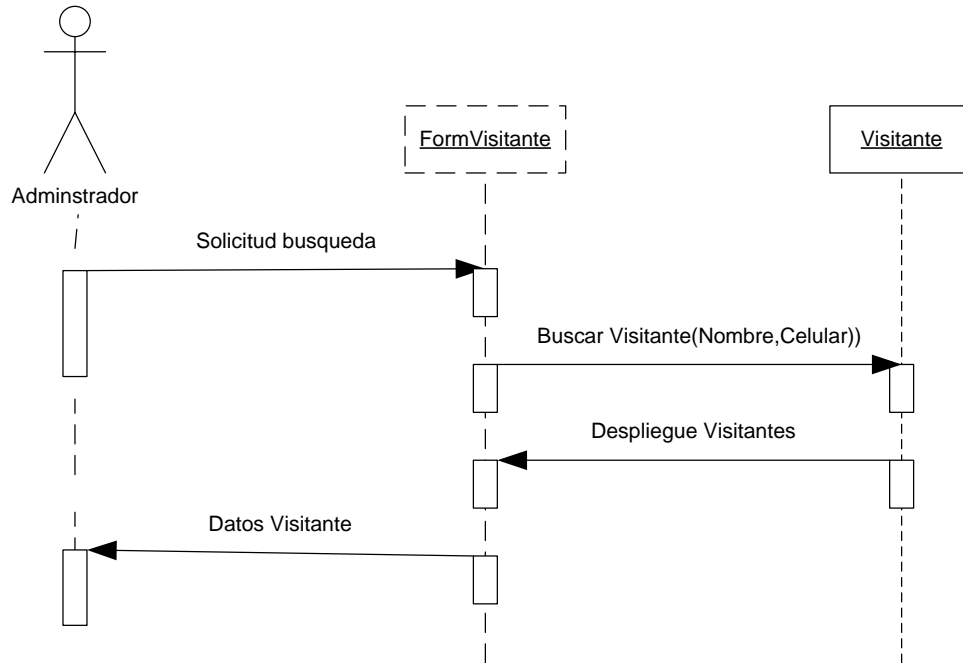 FormVisitante
Visitante
Adminstrador
Solicitud busqueda
Buscar Visitante(Nombre,Celular))
Despliegue Visitantes
Datos Visitante